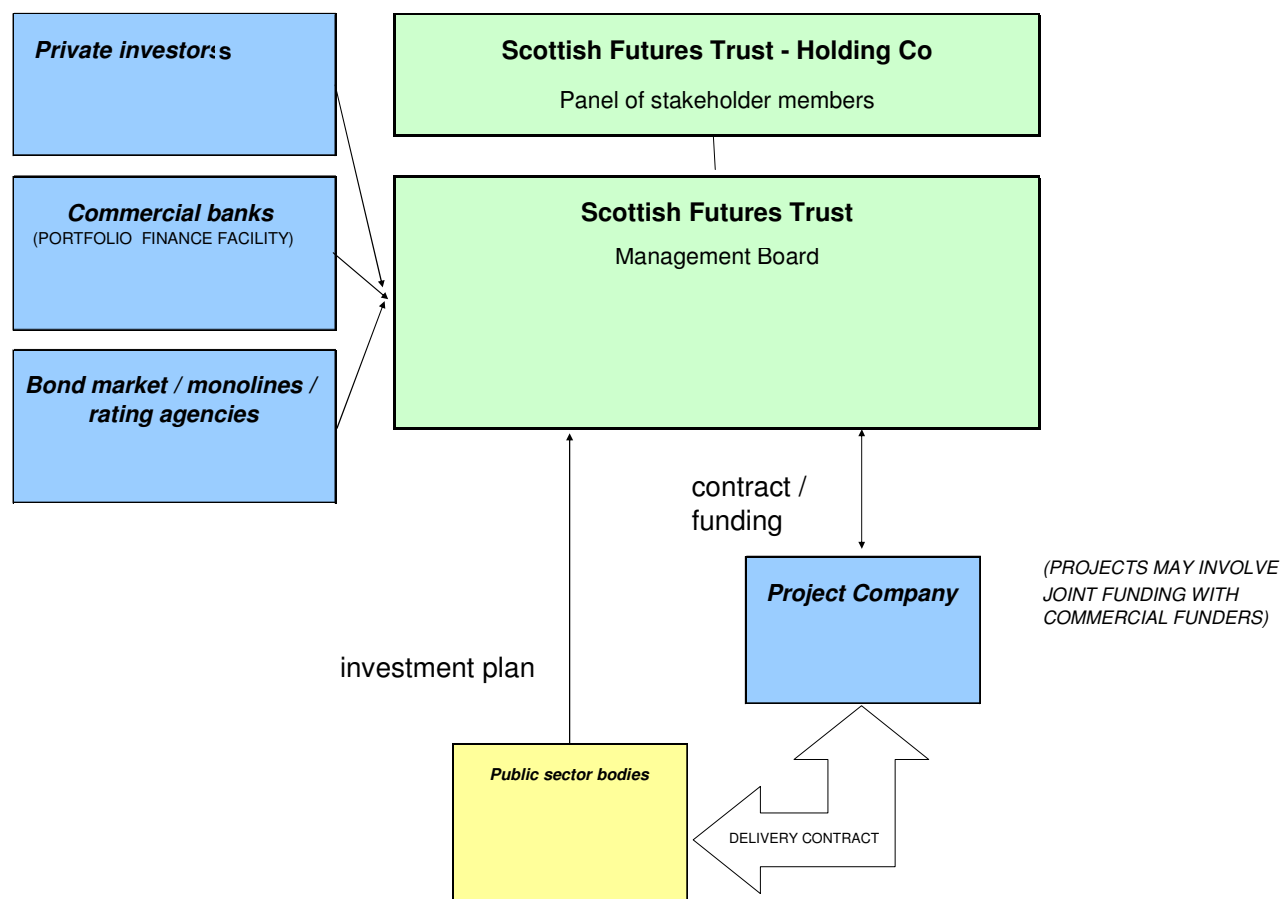 Private investors
Scottish Futures Trust - Holding Co
Panel of stakeholder members
Commercial banks
(PORTFOLIO FINANCE FACILITY)
Scottish Futures Trust
Management Board
Bond market / monolines /
rating agencies
contract /
funding
Project Company
(PROJECTS MAY INVOLVE
JOINT FUNDING WITH
COMMERCIAL FUNDERS)
investment plan
Public sector bodies
DELIVERY CONTRACT